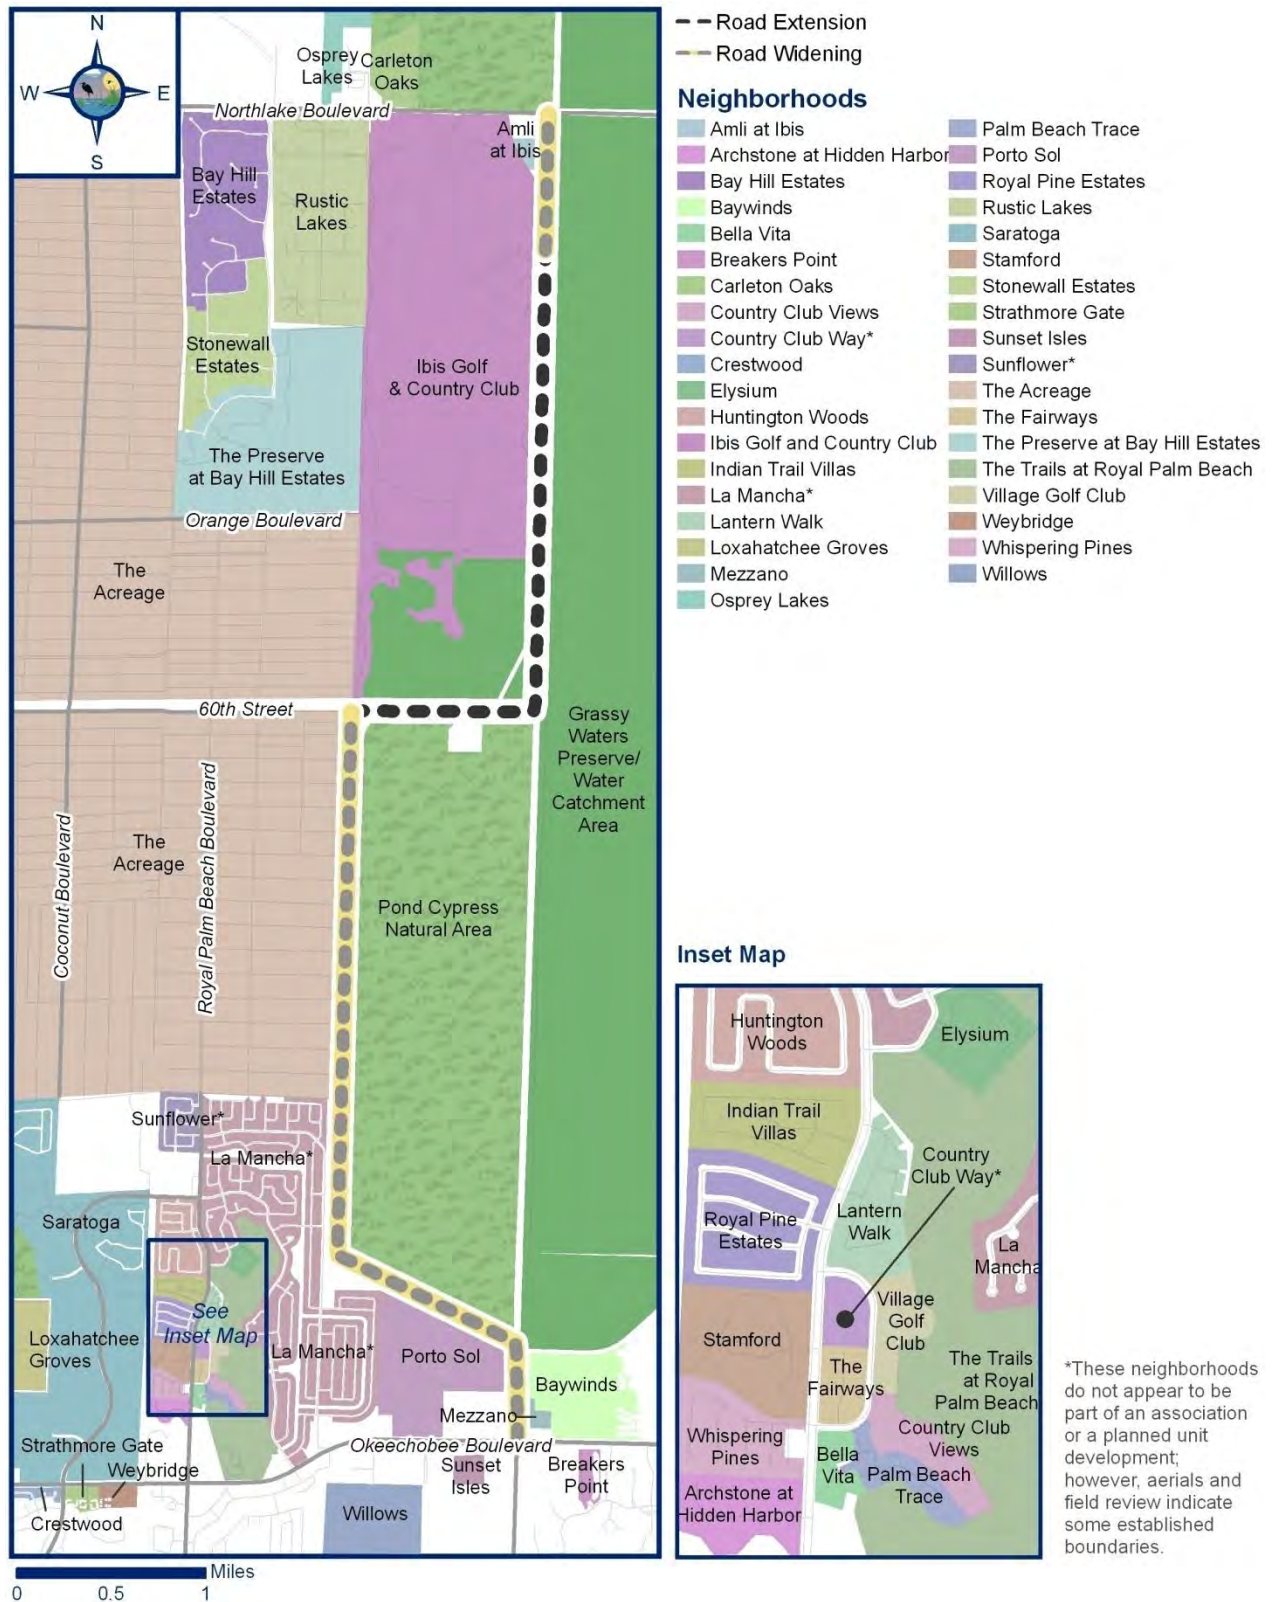 N
W
E
S
Osprey
Lakes
Carleton
Oaks
Northlake Boulevard
Amli
at Ibis
Bay Hill
Estates
Rustic
Lakes
Stonewall
Estates
Ibis Golf
& Country Club
The Preserve
at Bay Hill Estates
Orange Boulevard
The
Acreage
60th Street
Grassy
Waters
Preserve/
Water
Catchment
Area
Coconut Boulevard
Royal Palm Beach Boulevard
The
Acreage
Pond Cypress
Natural Area
Sunflower*
La Mancha*
Saratoga
See
Inset Map
Loxahatchee
Groves
La Mancha*
Porto Sol
Baywinds
Mezzano
Okeechobee Boulevard
Strathmore Gate
Weybridge
Sunset
Isles
Breakers
Point
Crestwood
Willows
Miles
0
0.5
1
Road Extension
Road Widening
Neighborhoods
Amli at Ibis
Archstone at Hidden Harbor
Bay Hill Estates
Baywinds
Bella Vita
Breakers Point
Carleton Oaks
Country Club Views
Country Club Way*
Crestwood
Elysium
Huntington Woods
Ibis Golf and Country Club
Indian Trail Villas
La Mancha*
Lantern Walk
Loxahatchee Groves
Mezzano
Osprey Lakes
Palm Beach Trace
Porto Sol
Royal Pine Estates
Rustic Lakes
Saratoga
Stamford
Stonewall Estates
Strathmore Gate
Sunset Isles
Sunflower*
The Acreage
The Fairways
The Preserve at Bay Hill Estates
The Trails at Royal Palm Beach
Village Golf Club
Weybridge
Whispering Pines
Willows
Inset Map
Huntington
Woods
Elysium
Indian Trail
Villas
Country
Club Way*
Lantern
Walk
Royal Pine
Estates
La
Mancha
Village
Golf
Club
Stamford
The
Fairways
The Trails
at Royal
Palm Beach
Whispering
Pines
Country Club
Views
Bella
Vita
Palm Beach
Trace
Archstone at
Hidden Harbor
*These neighborhoods
do not appear to be
part of an association
or a planned unit
development;
however, aerials and
field review indicate
some established
boundaries.